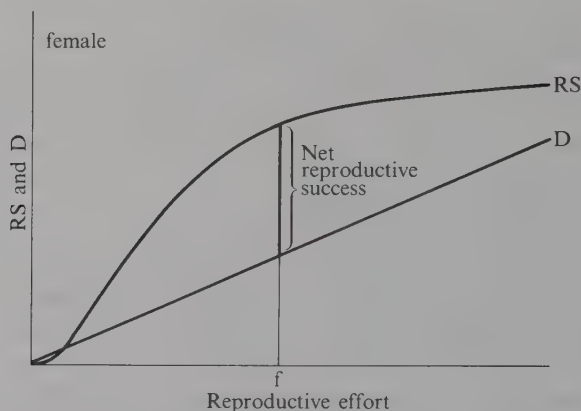 female
RS
D
Net
reproductive
success
RS and D
f
Reproductive effort